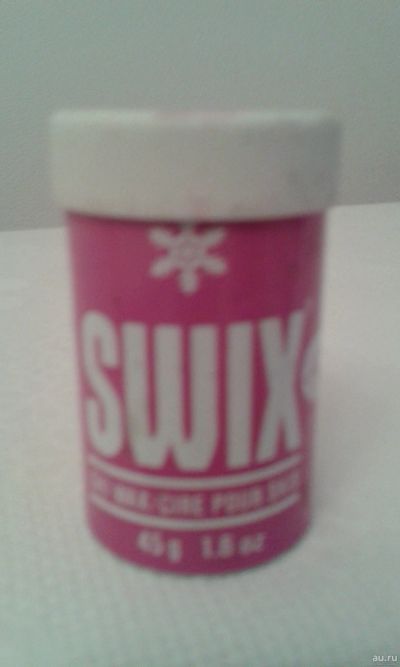 SWIX
SKI WAX CIRE POUR SKIS
45 g 1.6 oz
au.ru